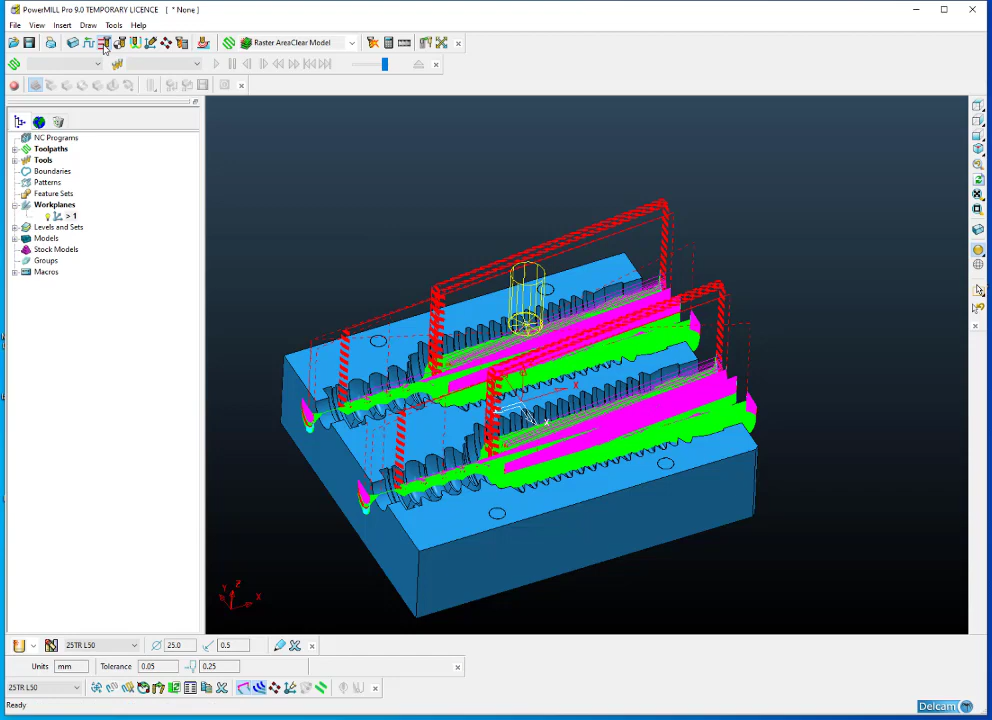 PowerMILL Pro 9.0 TEMPORARY LICENCE    [ * None ]
File View Insert Draw Tools Help
Raster AreaClear Model
NC Programs
Toolpaths
Tools
Boundaries
Patterns
Feature Sets
Workplanes
> 1
Levels and Sets
Models
Stock Models
Groups
Macros
X
X
Y Z X
25TR L50 25.0 0.5
Units mm Tolerance 0.05 0.25
25TR L50
Ready Delcam